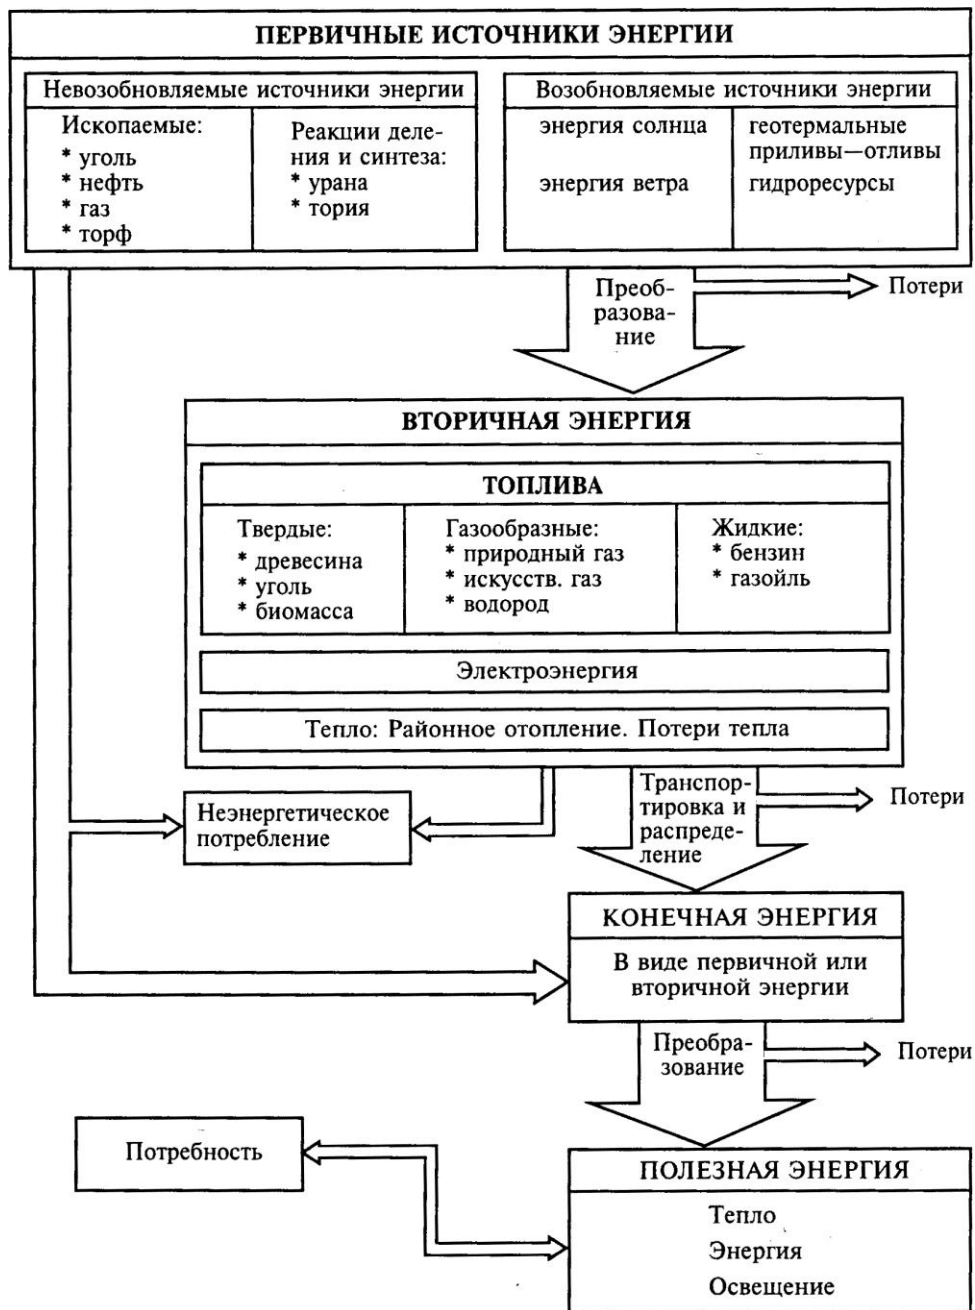 ПЕРВИЧНЫЕ ИСТОЧНИКИ ЭНЕРГИИ
Невозобновляемые источники энергии
Ископаемые:
* уголь
* нефть
* газ
* торф
Реакции деле-
ния и синтеза:
* урана
* тория
Возобновляемые источники энергии
энергия солнца
энергия ветра
геотермальные
приливы—отливы
гидроресурсы
Преоб-
разова-
ние
Потери
ВТОРИЧНАЯ ЭНЕРГИЯ
ТОПЛИВА
Твердые:
* древесина
* уголь
* биомасса
Газообразные:
* природный газ
* искусств. газ
* водород
Жидкие:
* бензин
* газойль
Электроэнергия
Тепло: Районное отопление. Потери тепла
Неэнергетическое
потребление
Транспор-
тировка и
распреде-
ление
Потери
КОНЕЧНАЯ ЭНЕРГИЯ
В виде первичной или
вторичной энергии
Преобра-
зование
Потери
Потребность
ПОЛЕЗНАЯ ЭНЕРГИЯ
Тепло
Энергия
Освещение